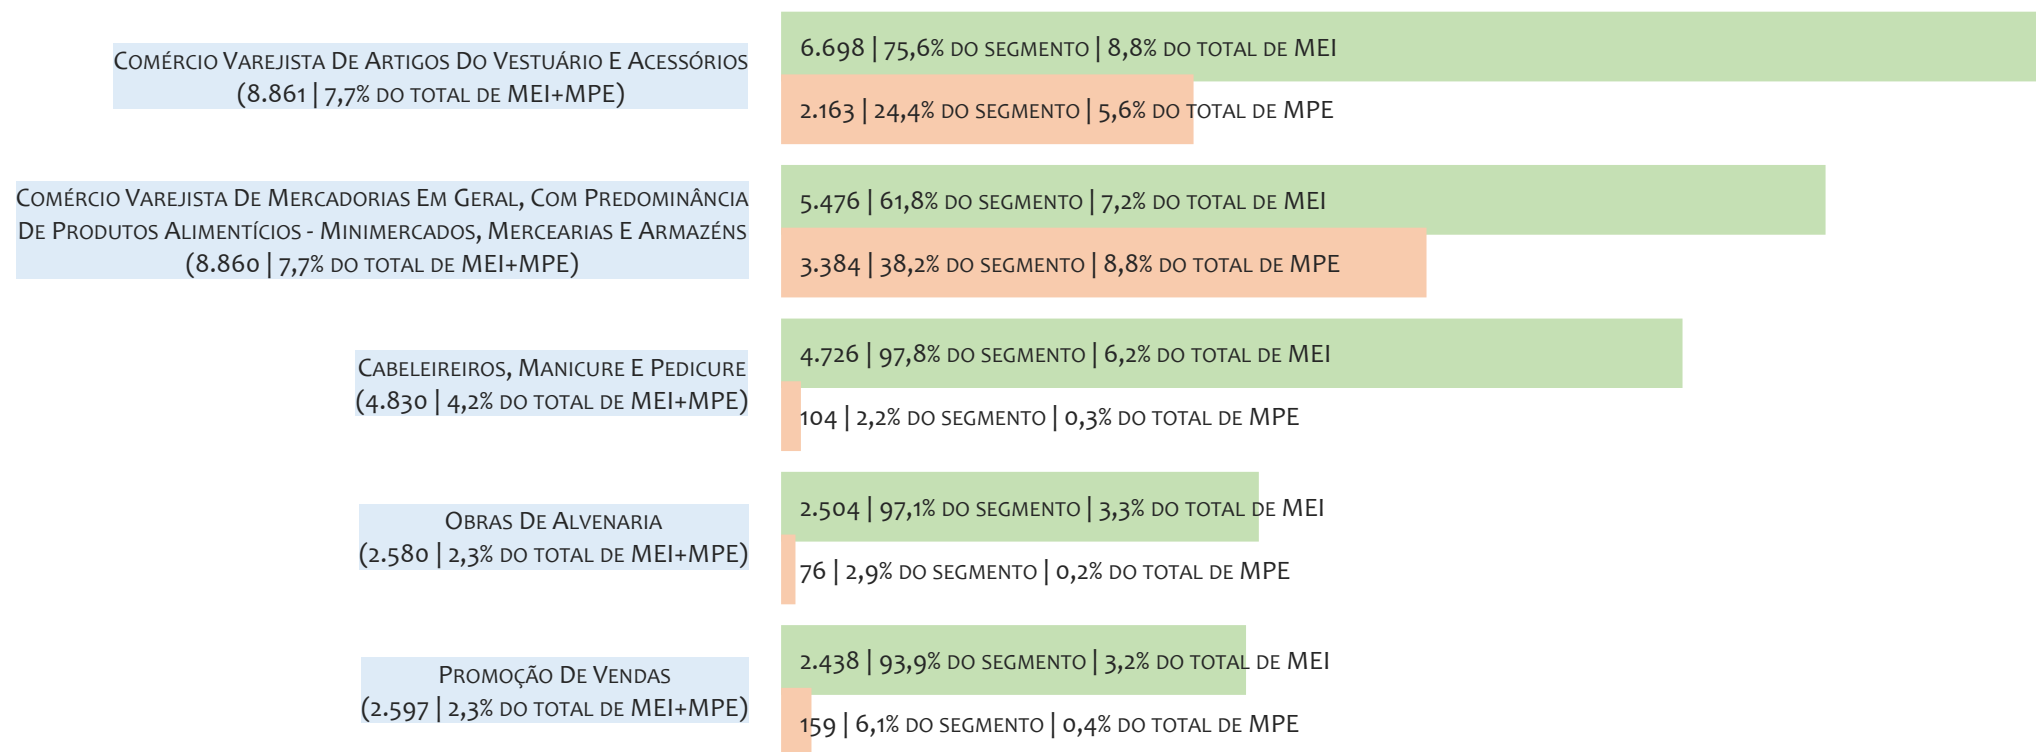 Comércio Varejista De Artigos Do Vestuário E Acessórios
(8.861 | 7,7% do total de MEI+MPE)
6.698 | 75,6% do segmento | 8,8% do total de MEI
2.163 | 24,4% do segmento | 5,6% do total de MPE
Comércio Varejista De Mercadorias Em Geral, Com Predominância
De Produtos Alimentícios - Minimercados, Mercearias E Armazéns
(8.860 | 7,7% do total de MEI+MPE)
5.476 | 61,8% do segmento | 7,2% do total de MEI
3.384 | 38,2% do segmento | 8,8% do total de MPE
Cabeleireiros, Manicure E Pedicure
(4.830 | 4,2% do total de MEI+MPE)
4.726 | 97,8% do segmento | 6,2% do total de MEI
104 | 2,2% do segmento | 0,3% do total de MPE
Obras De Alvenaria
(2.580 | 2,3% do total de MEI+MPE)
2.504 | 97,1% do segmento | 3,3% do total de MEI
76 | 2,9% do segmento | 0,2% do total de MPE
Promoção De Vendas
(2.597 | 2,3% do total de MEI+MPE)
2.438 | 93,9% do segmento | 3,2% do total de MEI
159 | 6,1% do segmento | 0,4% do total de MPE